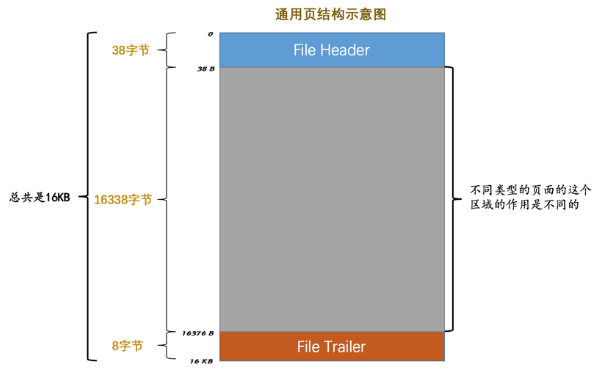 通用页结构示意图
0
38字节
File Header
38 B
总共是16KB
16338字节
不同类型的页面的这个
区域的作用是不同的
16376 B
8字节
File Trailer
16 KB